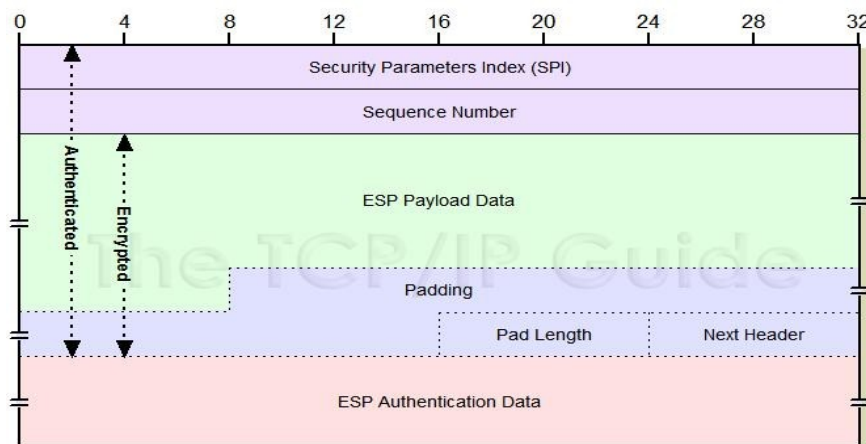 0 4 8 12 16 20 24 28 32
Security Parameters Index (SPI)
Sequence Number
Authenticated
Encrypted
ESP Payload Data
The TCP/IP Guide
Padding
Pad Length Next Header
ESP Authentication Data